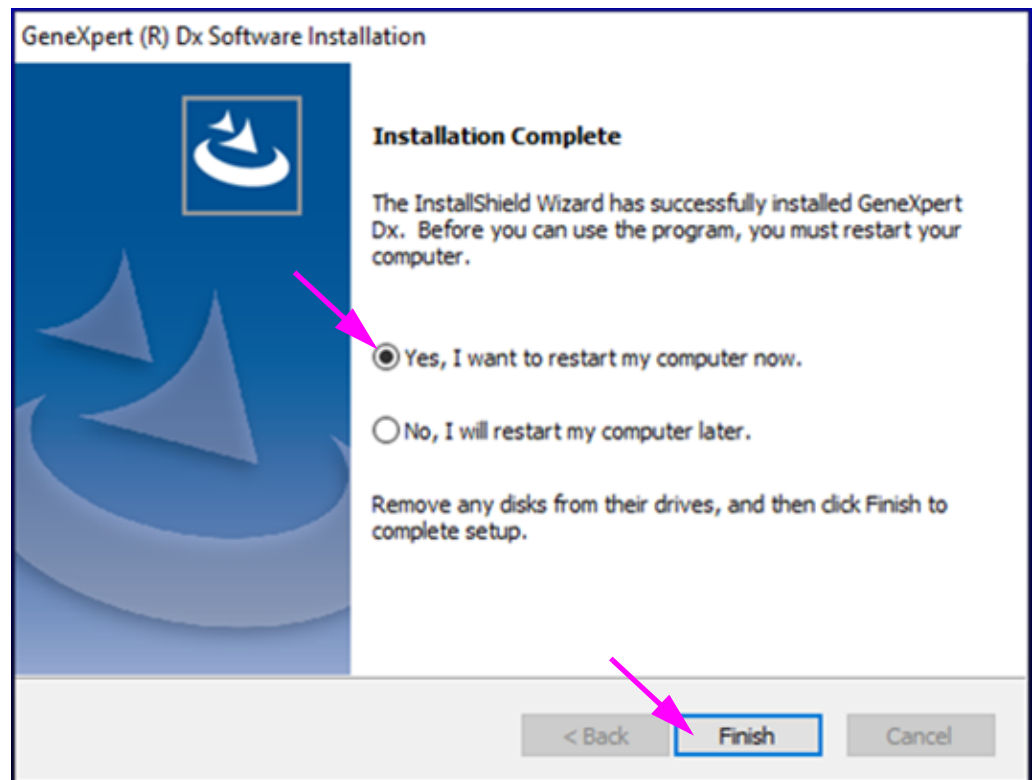 GeneXpert (R) Dx Software Installation
Installation Complete
The InstallShield Wizard has successfully installed GeneXpert
Dx.  Before you can use the program, you must restart your
computer.
Yes, I want to restart my computer now.
No, I will restart my computer later.
Remove any disks from their drives, and then click Finish to
complete setup.
< Back Finish Cancel